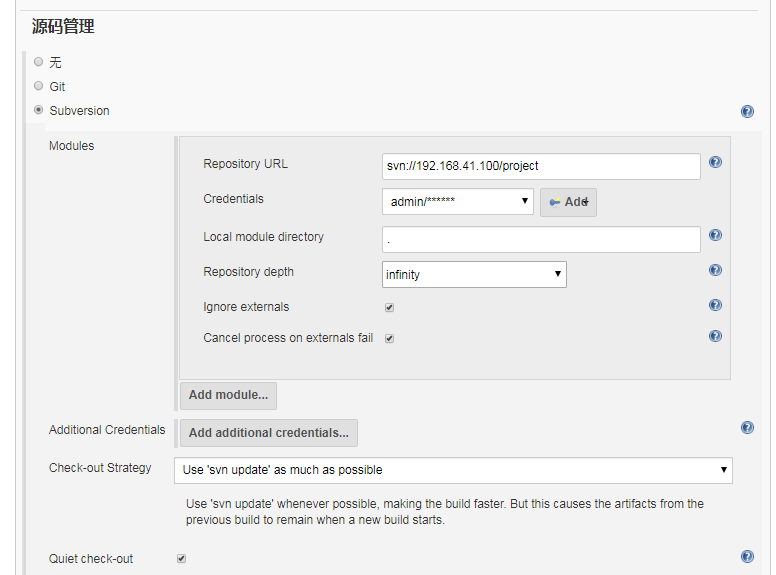 源码管理
无
Git
Subversion
Modules
Repository URL
svn://192.168.41.100/project
Credentials
admin/******
Add
Local module directory
.
Repository depth
infinity
Ignore externals
Cancel process on externals fail
Add module...
Additional Credentials
Add additional credentials...
Check-out Strategy
Use 'svn update' as much as possible
Use 'svn update' whenever possible, making the build faster. But this causes the artifacts from the
previous build to remain when a new build starts.
Quiet check-out